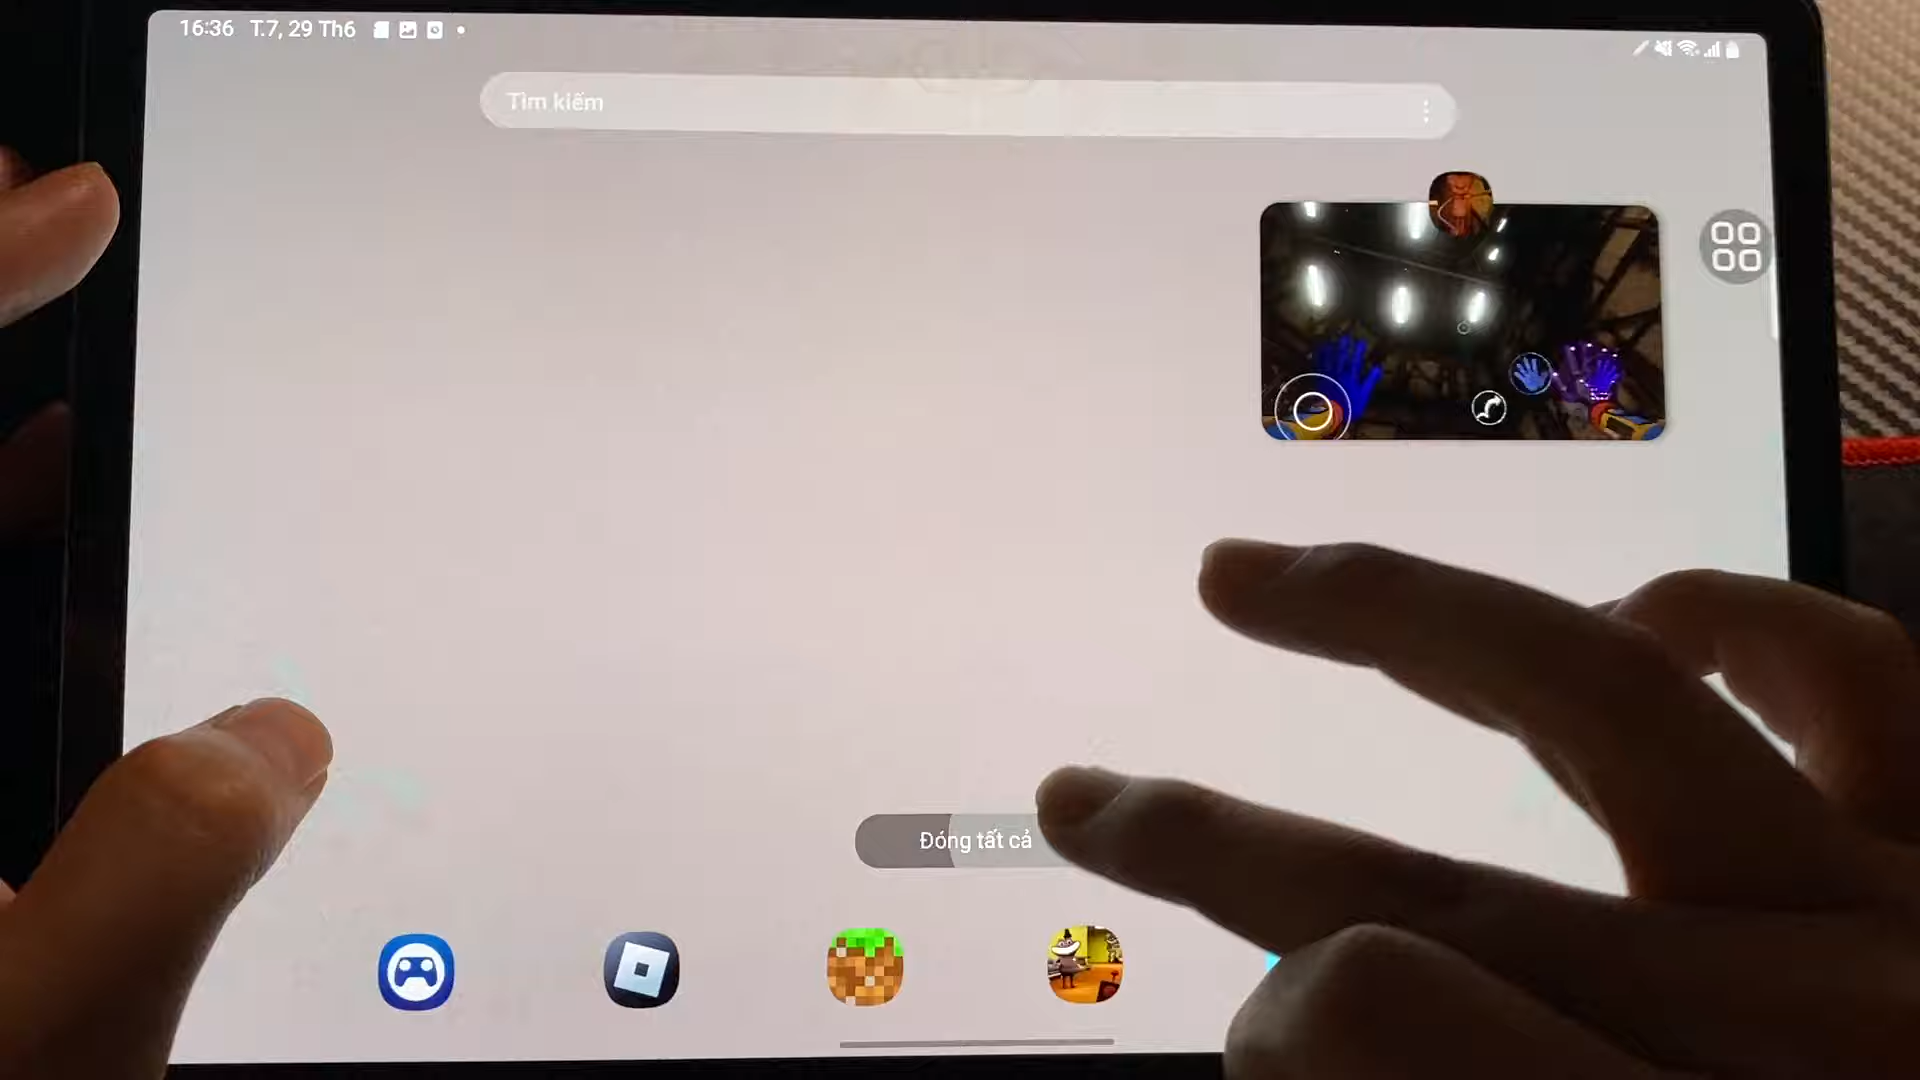 16:36 T.7, 29 Th6
Tìm kiếm
Đóng tất cả